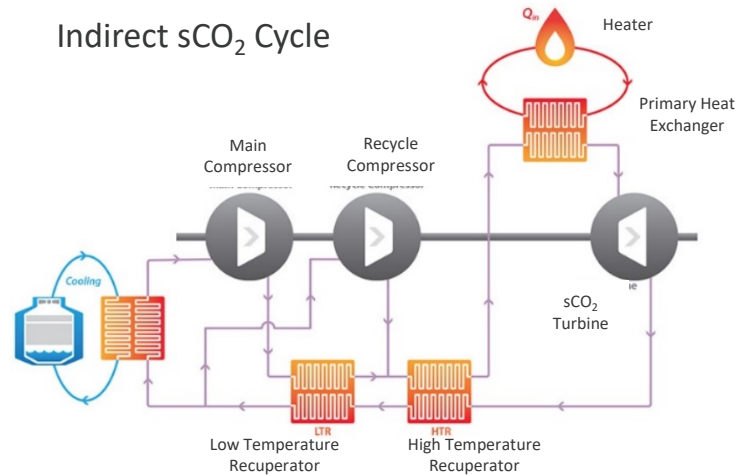 Indirect sCO₂ Cycle
Qin
Heater
Primary Heat
Exchanger
Main
Compressor
Recycle
Compressor
Cooling
sCO₂
Turbine
LTR
HTR
Low Temperature
Recuperator
High Temperature
Recuperator